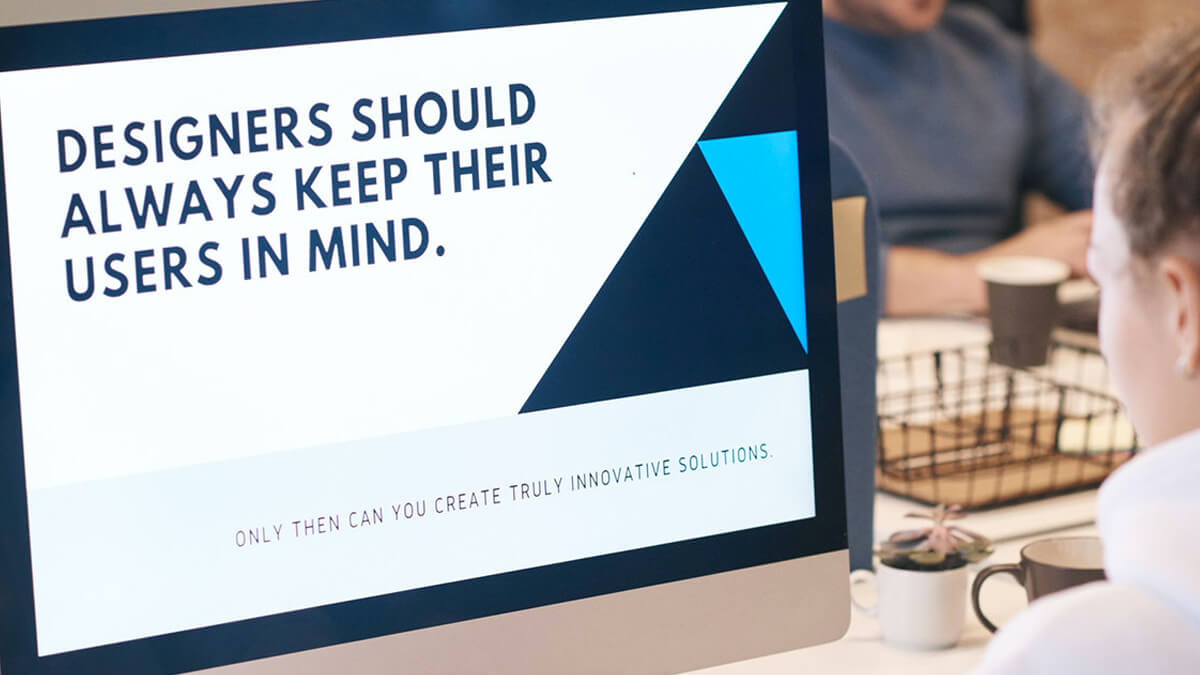 DESIGNERS SHOULD
ALWAYS KEEP THEIR
USERS IN MIND.
ONLY THEN CAN YOU CREATE TRULY INNOVATIVE SOLUTIONS.